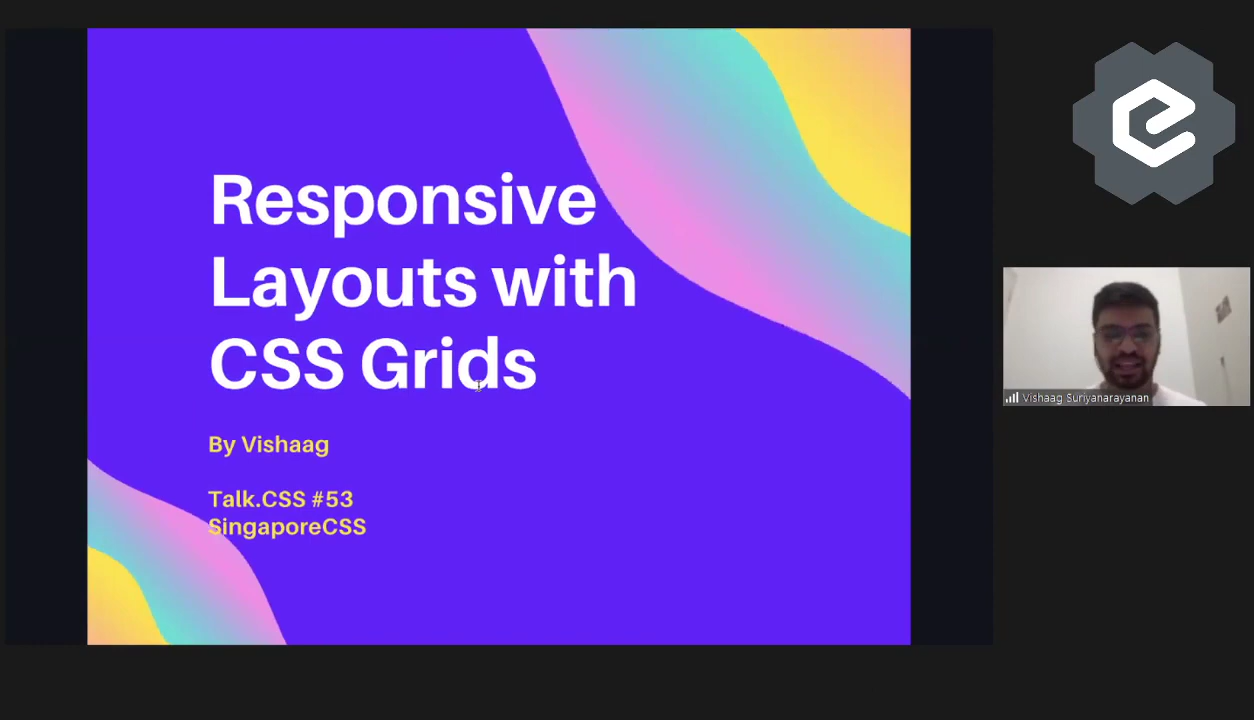 Responsive
Layouts with
CSS Grids
By Vishaag
Talk.CSS #53
SingaporeCSS
Vishaag Suriyanarayanan